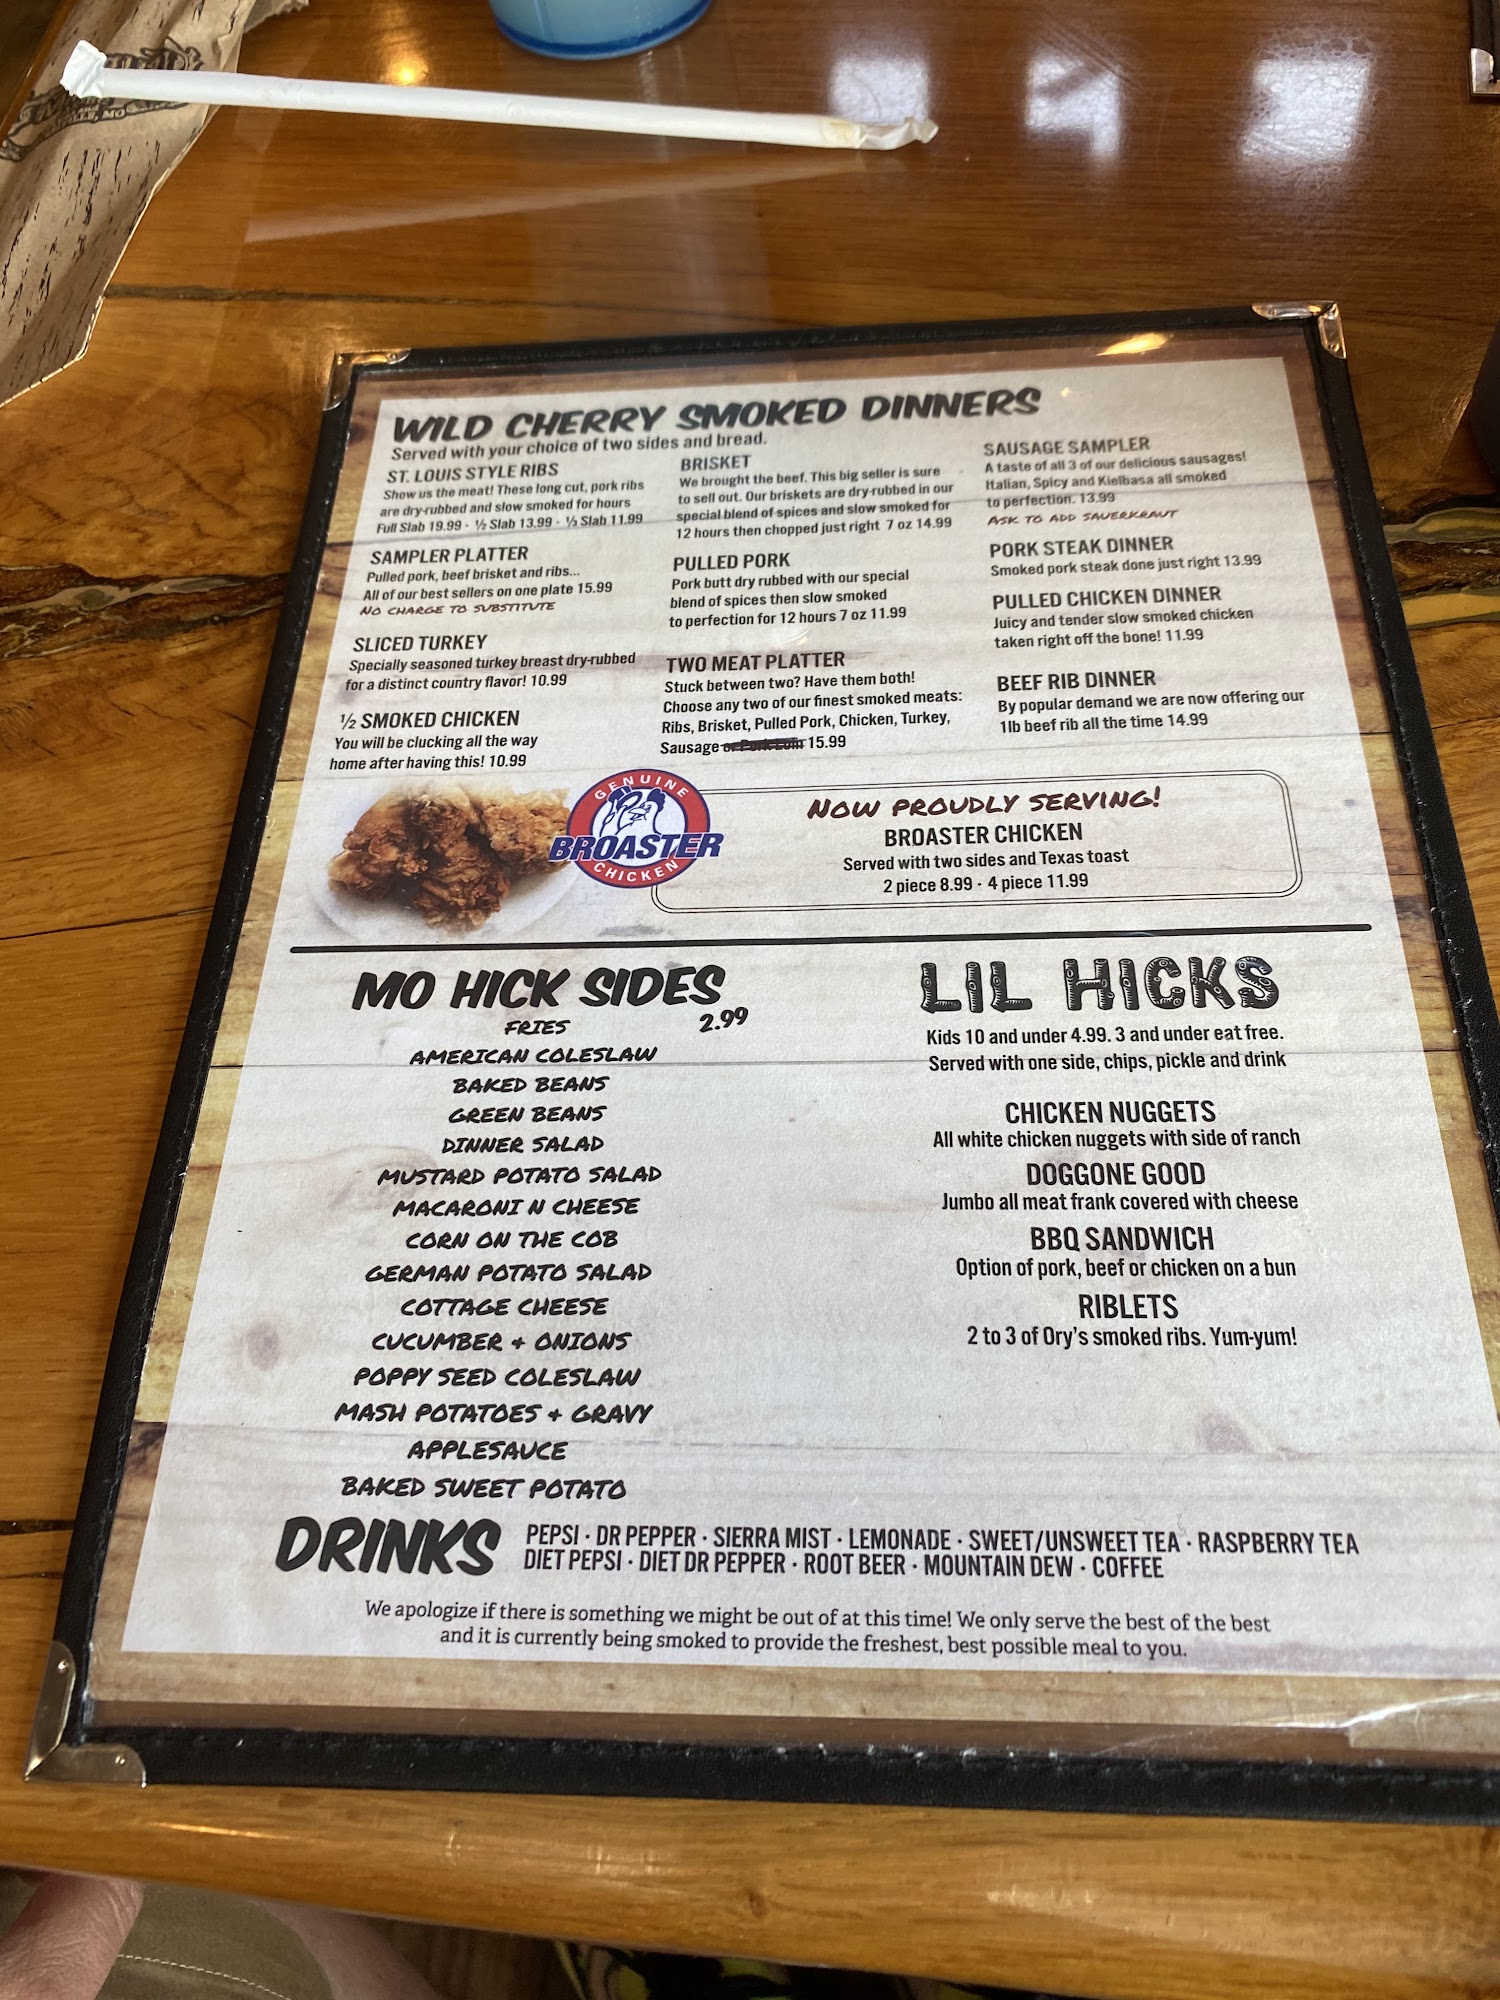 LLE, MO
WILD CHERRY SMOKED DINNERS
Served with your choice of two sides and bread.
ST. LOUIS STYLE RIBS
Show us the meat! These long cut, pork ribs
are dry-rubbed and slow smoked for hours
Full Slab 19.99 · ½ Slab 13.99 · ⅓ Slab 11.99
SAMPLER PLATTER
Pulled pork, beef brisket and ribs...
All of our best sellers on one plate 15.99
NO CHARGE TO SUBSTITUTE
SLICED TURKEY
Specially seasoned turkey breast dry-rubbed
for a distinct country flavor! 10.99
½ SMOKED CHICKEN
You will be clucking all the way
home after having this! 10.99
BRISKET
We brought the beef. This big seller is sure
to sell out. Our briskets are dry-rubbed in our
special blend of spices and slow smoked for
12 hours then chopped just right 7 oz 14.99
PULLED PORK
Pork butt dry rubbed with our special
blend of spices then slow smoked
to perfection for 12 hours 7 oz 11.99
TWO MEAT PLATTER
Stuck between two? Have them both!
Choose any two of our finest smoked meats:
Ribs, Brisket, Pulled Pork, Chicken, Turkey,
Sausage or Pork Loin 15.99
SAUSAGE SAMPLER
A taste of all 3 of our delicious sausages!
Italian, Spicy and Kielbasa all smoked
to perfection. 13.99
ASK TO ADD SAUERKRAUT
PORK STEAK DINNER
Smoked pork steak done just right 13.99
PULLED CHICKEN DINNER
Juicy and tender slow smoked chicken
taken right off the bone! 11.99
BEEF RIB DINNER
By popular demand we are now offering our
1lb beef rib all the time 14.99
GENUINE
BROASTER
CHICKEN
NOW PROUDLY SERVING!
BROASTER CHICKEN
Served with two sides and Texas toast
2 piece 8.99 · 4 piece 11.99
MO HICK SIDES
2.99
FRIES
AMERICAN COLESLAW
BAKED BEANS
GREEN BEANS
DINNER SALAD
MUSTARD POTATO SALAD
MACARONI N CHEESE
CORN ON THE COB
GERMAN POTATO SALAD
COTTAGE CHEESE
CUCUMBER + ONIONS
POPPY SEED COLESLAW
MASH POTATOES + GRAVY
APPLESAUCE
BAKED SWEET POTATO
LIL HICKS
Kids 10 and under 4.99. 3 and under eat free.
Served with one side, chips, pickle and drink
CHICKEN NUGGETS
All white chicken nuggets with side of ranch
DOGGONE GOOD
Jumbo all meat frank covered with cheese
BBQ SANDWICH
Option of pork, beef or chicken on a bun
RIBLETS
2 to 3 of Ory's smoked ribs. Yum-yum!
DRINKS
PEPSI · DR PEPPER · SIERRA MIST · LEMONADE · SWEET/UNSWEET TEA · RASPBERRY TEA
DIET PEPSI · DIET DR PEPPER · ROOT BEER · MOUNTAIN DEW · COFFEE
We apologize if there is something we might be out of at this time! We only serve the best of the best
and it is currently being smoked to provide the freshest, best possible meal to you.